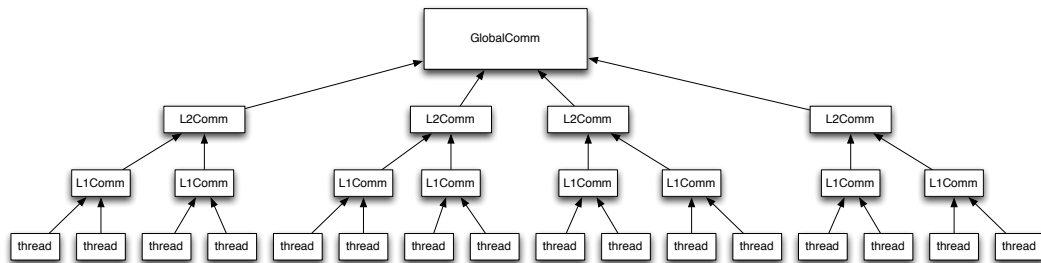 GlobalComm
L2Comm L2Comm L2Comm L2Comm
L1Comm L1Comm L1Comm L1Comm L1Comm L1Comm L1Comm L1Comm
thread thread thread thread thread thread thread thread thread thread thread thread thread thread thread thread